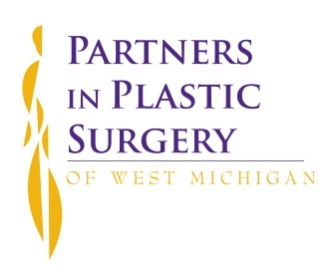 PARTNERS
IN PLASTIC
SURGERY
OF WEST MICHIGAN